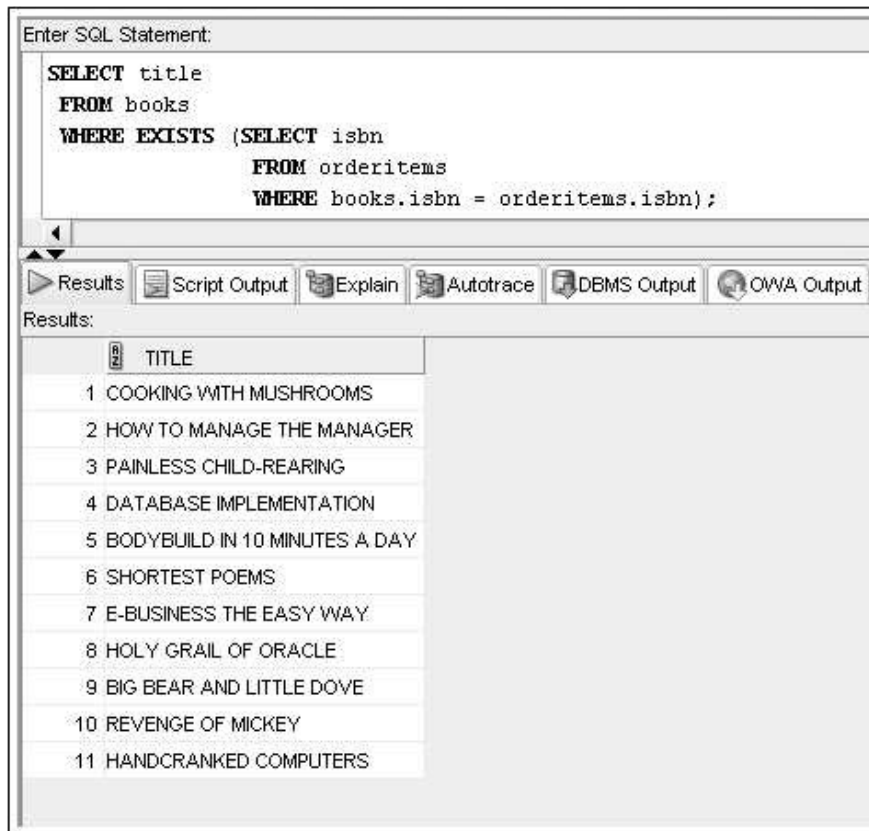 Enter SQL Statement:
SELECT title
FROM books
WHERE EXISTS (SELECT isbn
FROM orderitems
WHERE books.isbn = orderitems.isbn);
Results Script Output Explain Autotrace DBMS Output OWA Output
Results:
A Z TITLE
1 COOKING WITH MUSHROOMS
2 HOW TO MANAGE THE MANAGER
3 PAINLESS CHILD-REARING
4 DATABASE IMPLEMENTATION
5 BODYBUILD IN 10 MINUTES A DAY
6 SHORTEST POEMS
7 E-BUSINESS THE EASY WAY
8 HOLY GRAIL OF ORACLE
9 BIG BEAR AND LITTLE DOVE
10 REVENGE OF MICKEY
11 HANDCRANKED COMPUTERS